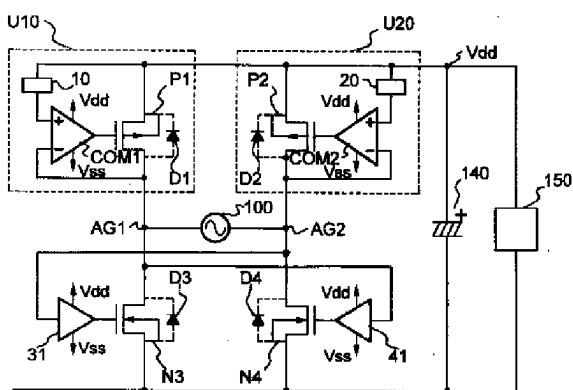 U10
U20
Vdd
10
Vdd
P1
COM1
Vss
D1
P2
20
Vdd
COM2
D2
Vss
100
140
150
AG1
AG2
D3
D4
Vdd
Vdd
31
Vss
N3
N4
Vss
41